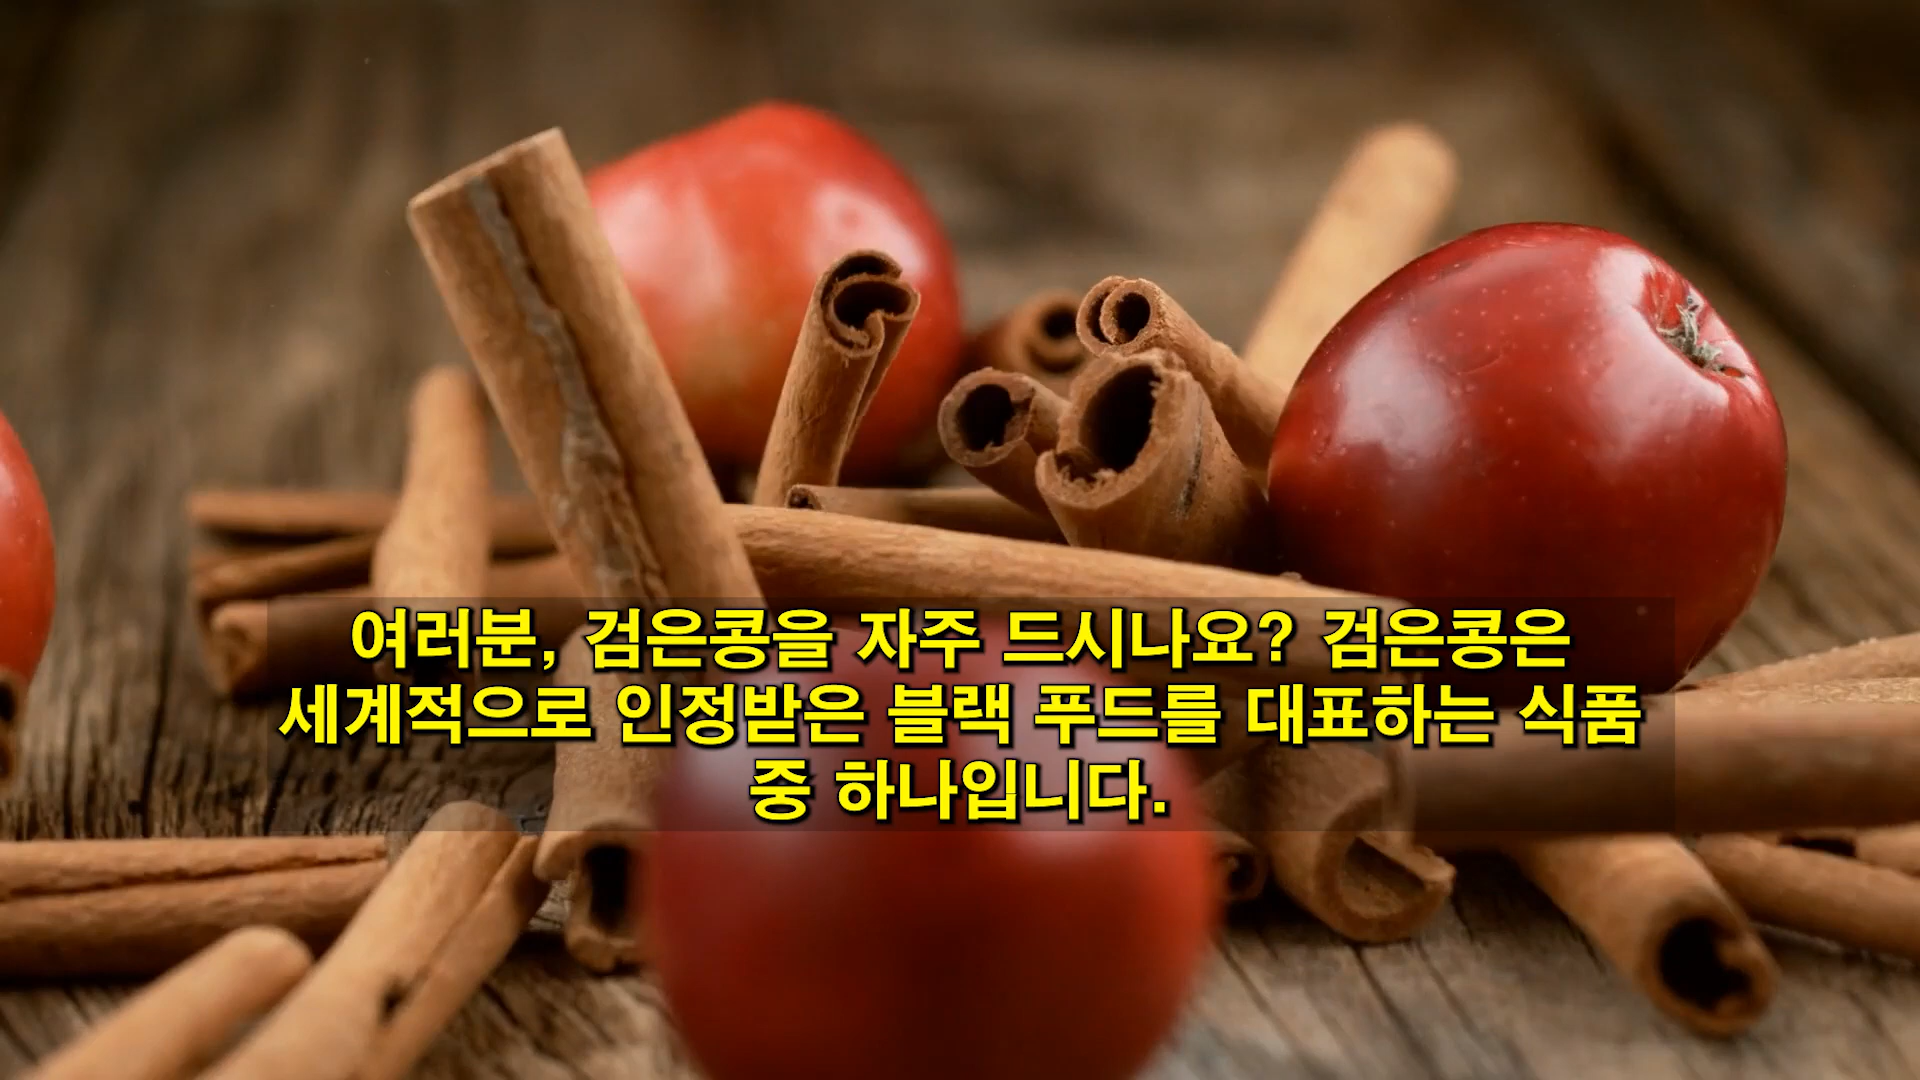 여러분, 검은콩을 자주 드시나요? 검은콩은
세계적으로 인정받은 블랙 푸드를 대표하는 식품
중 하나입니다.